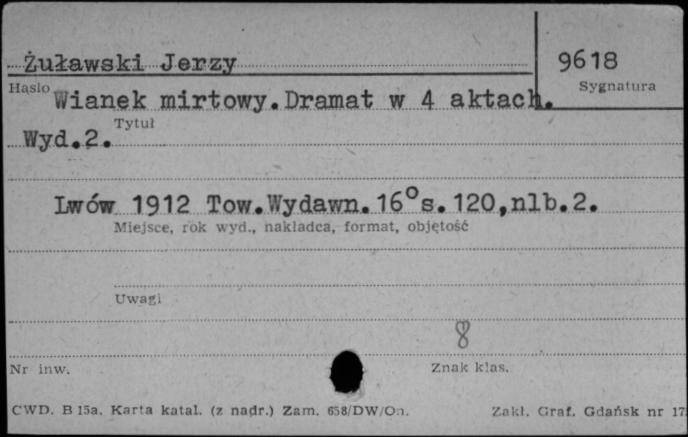 Żuławski Jerzy
9618
Hasło
Sygnatura
Wianek mirtowy. Dramat w 4 aktach.
Tytuł
Wyd.2.
Lwów 1912 Tow.Wydawn.16°s.120,nlb.2.
Miejsce, rok wyd., nakładca, format, objętość
Uwagi
8
Nr inw.
Znak klas.
CWD. B 15a. Karta katal. (z nadr.) Zam. 658/DW/On. Zakł. Graf. Gdańsk nr 17